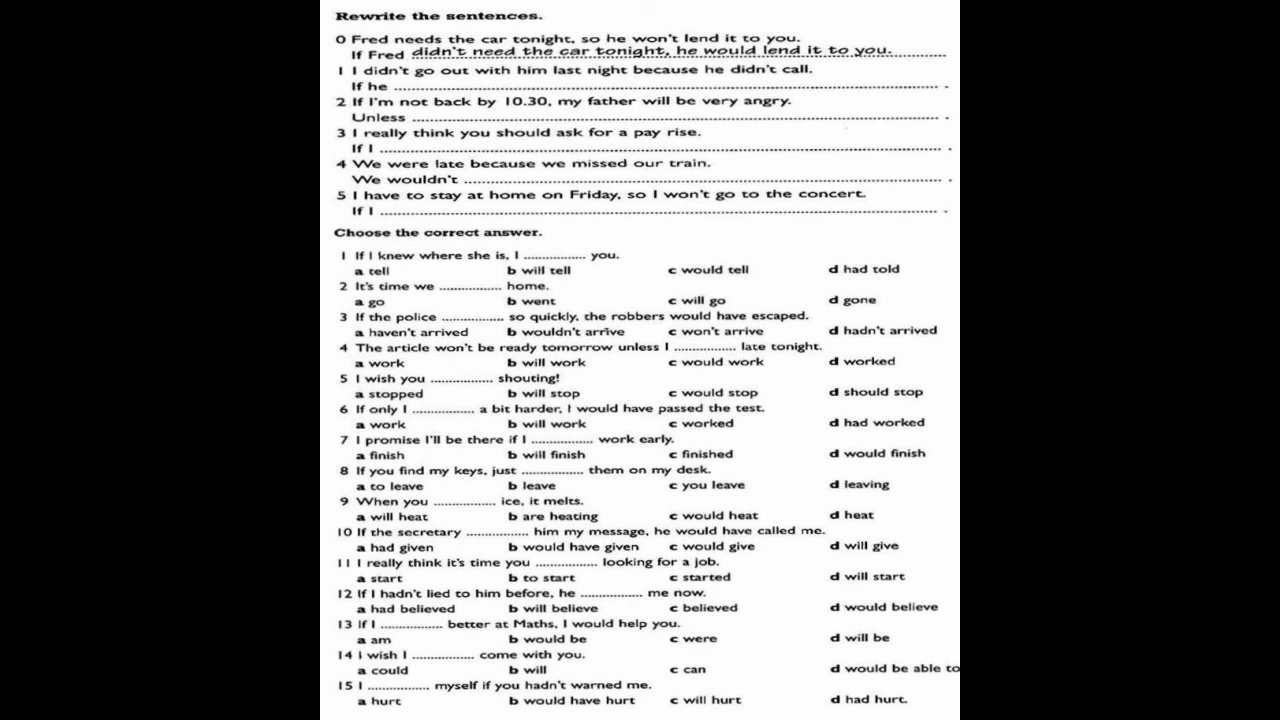 Rewrite the sentences.
0 Fred needs the car tonight, so he won't lend it to you.
If Fred didn't need the car tonight, he would lend it to you.
1 I didn't go out with him last night because he didn't call.
If he ............................................................ .
2 If I'm not back by 10.30, my father will be very angry.
Unless ............................................................ .
3 I really think you should ask for a pay rise.
If I ............................................................ .
4 We were late because we missed our train.
We wouldn't ............................................................ .
5 I have to stay at home on Friday, so I won't go to the concert.
If I ............................................................ .
Choose the correct answer.
1 If I knew where she is, I ............... you.
a tell b will tell c would tell d had told
2 It's time we ............... home.
a go b went c will go d gone
3 If the police ............... so quickly, the robbers would have escaped.
a haven't arrived b wouldn't arrive c won't arrive d hadn't arrived
4 The article won't be ready tomorrow unless I ............... late tonight.
a work b will work c would work d worked
5 I wish you ............... shouting!
a stopped b will stop c would stop d should stop
6 If only I ............... a bit harder, I would have passed the test.
a work b will work c worked d had worked
7 I promise I'll be there if I ............... work early.
a finish b will finish c finished d would finish
8 If you find my keys, just ............... them on my desk.
a to leave b leave c you leave d leaving
9 When you ............... ice, it melts.
a will heat b are heating c would heat d heat
10 If the secretary ............... him my message, he would have called me.
a had given b would have given c would give d will give
11 I really think it's time you ............... looking for a job.
a start b to start c started d will start
12 If I hadn't lied to him before, he ............... me now.
a had believed b will believe c believed d would believe
13 If I ............... better at Maths, I would help you.
a am b would be c were d will be
14 I wish I ............... come with you.
a could b will c can d would be able to
15 I ............... myself if you hadn't warned me.
a hurt b would have hurt c will hurt d had hurt.